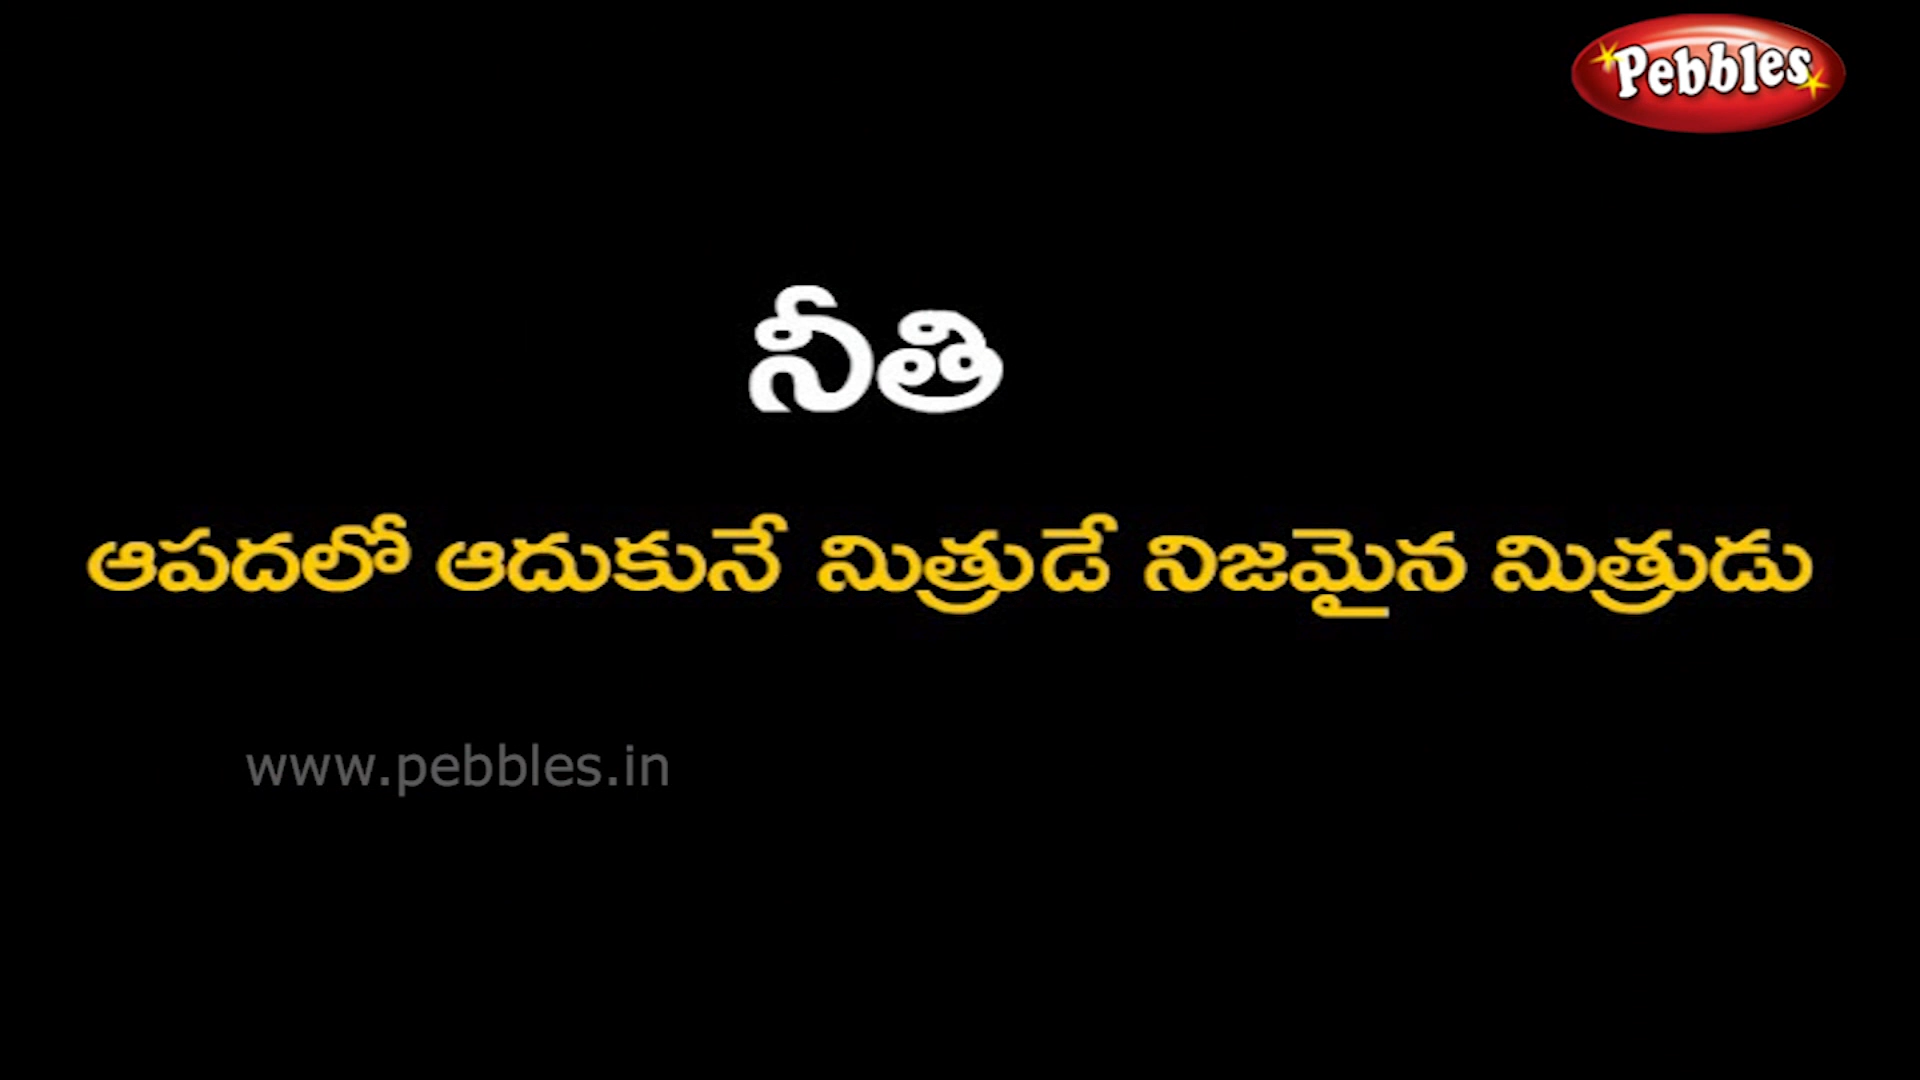 Pebbles
నీతి
ఆపదలో ఆదుకునే మిత్రుడే నిజమైన మిత్రుడు
www.pebbles.in